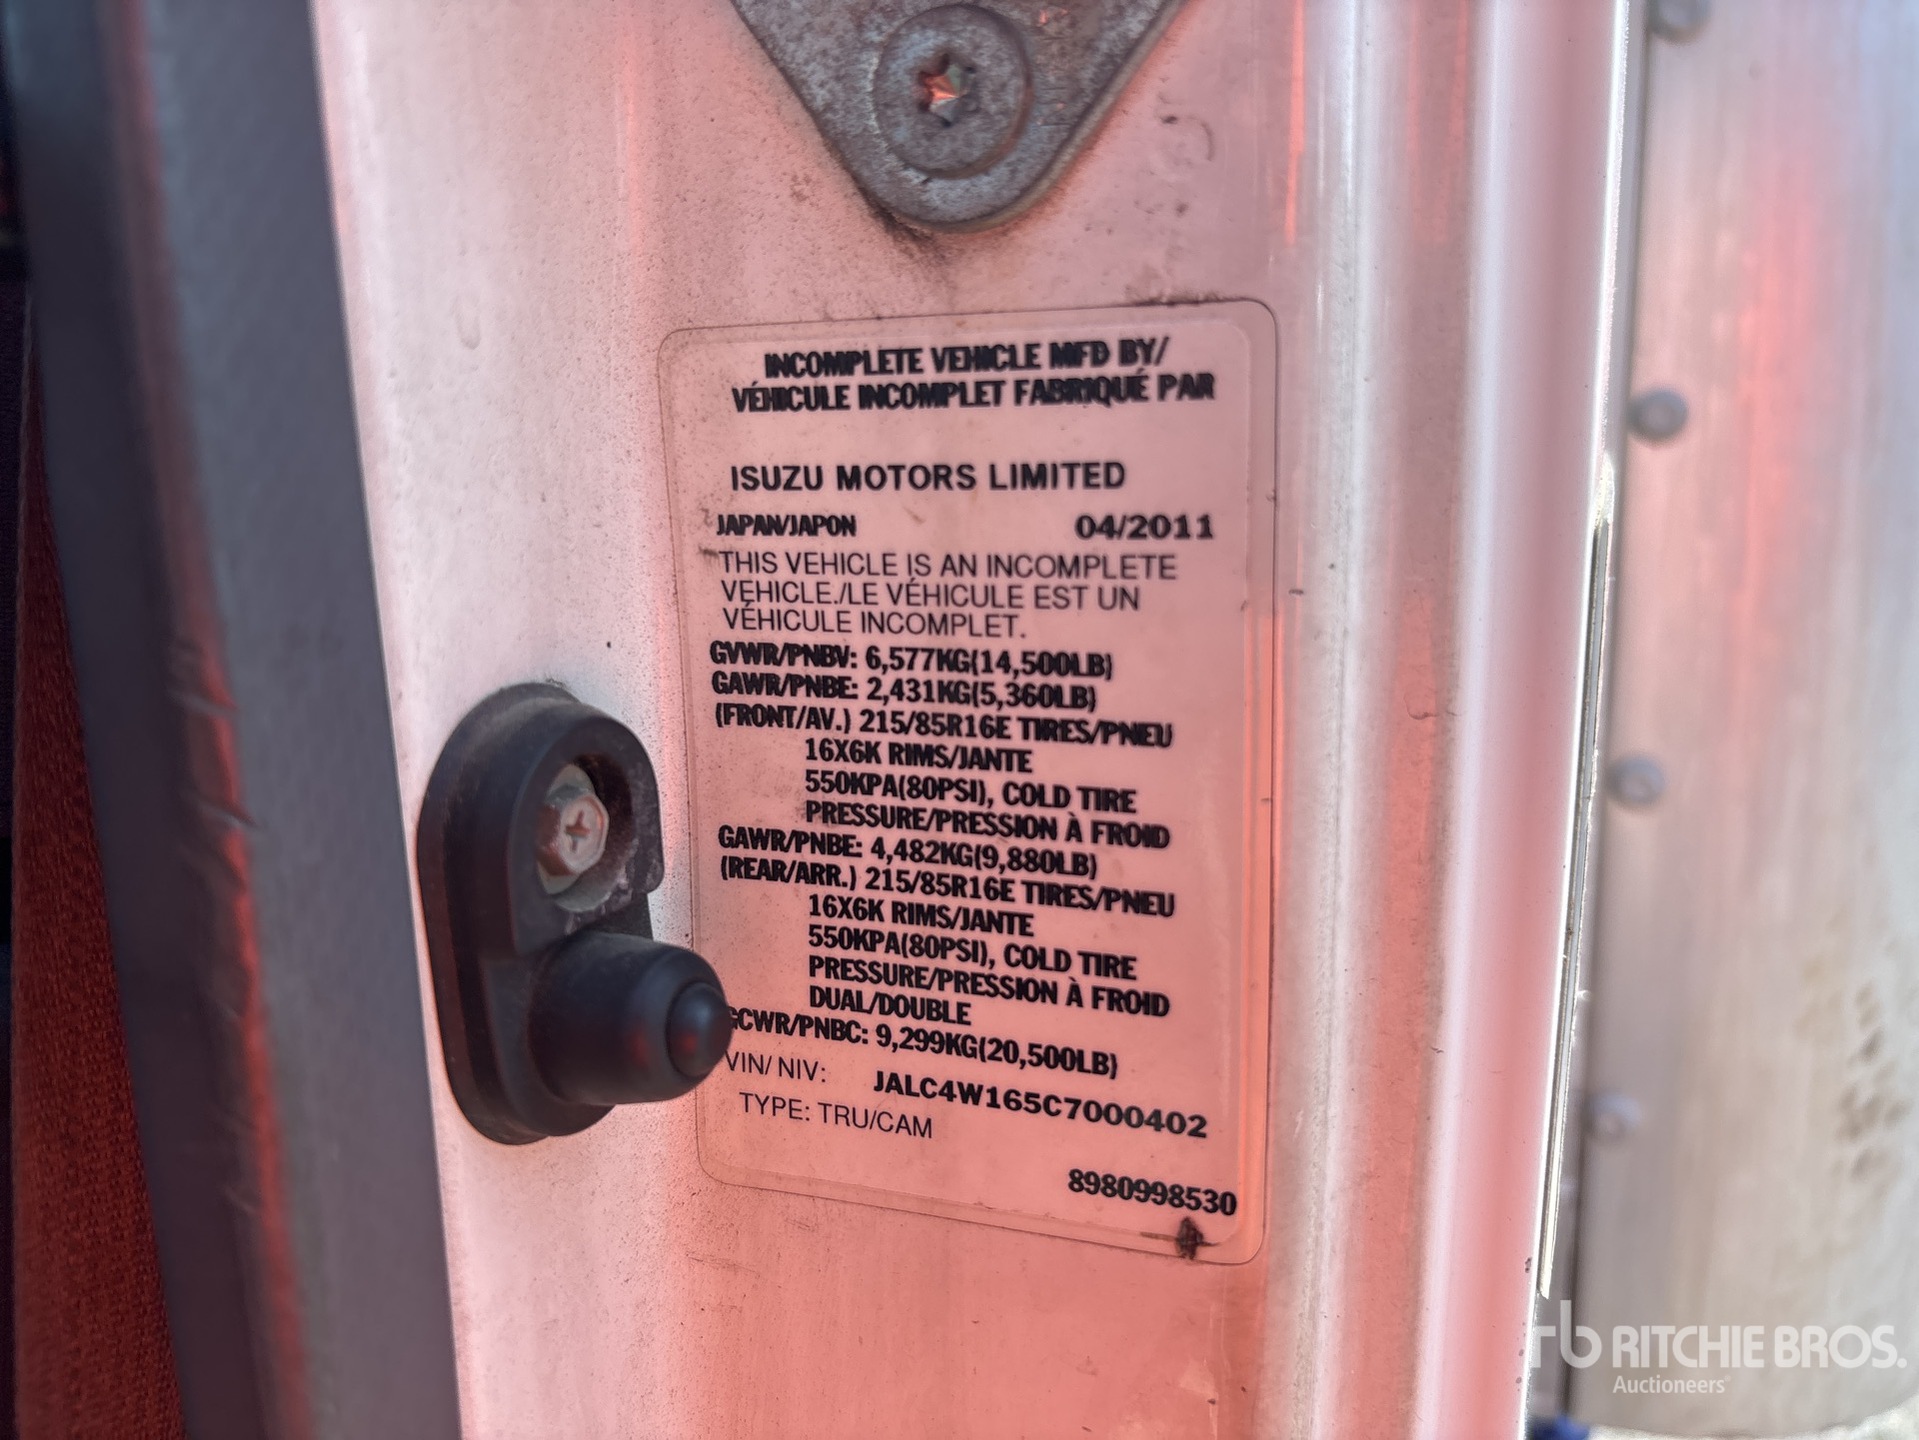 INCOMPLETE VEHICLE MFD BY/
VÉHICULE INCOMPLET FABRIQUÉ PAR
ISUZU MOTORS LIMITED
JAPAN/JAPON 04/2011
THIS VEHICLE IS AN INCOMPLETE
VEHICLE./LE VÉHICULE EST UN
VÉHICULE INCOMPLET.
GVWR/PNBV: 6,577KG(14,500LB)
GAWR/PNBE: 2,431KG(5,360LB)
(FRONT/AV.) 215/85R16E TIRES/PNEU
16X6K RIMS/JANTE
550KPA(80PSI), COLD TIRE
PRESSURE/PRESSION À FROID
GAWR/PNBE: 4,482KG(9,880LB)
(REAR/ARR.) 215/85R16E TIRES/PNEU
16X6K RIMS/JANTE
550KPA(80PSI), COLD TIRE
PRESSURE/PRESSION À FROID
DUAL/DOUBLE
GCWR/PNBC: 9,299KG(20,500LB)
VIN/ NIV: JALC4W165C7000402
TYPE: TRU/CAM
8980998530
rb RITCHIE BROS.
Auctioneers